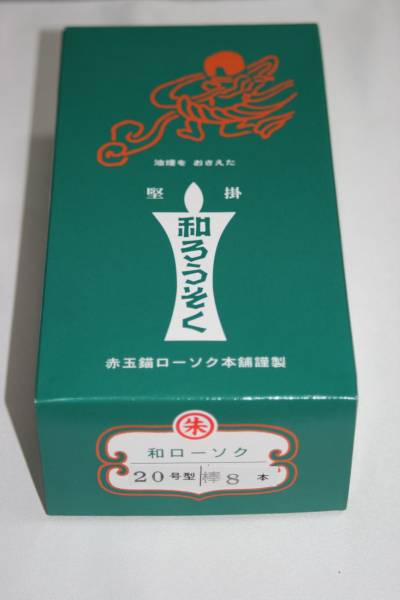 油煙を おさえた
堅 掛
和ろうそく
赤玉錨ローソク本舗謹製
朱
和ローソク
20号型 棒8本